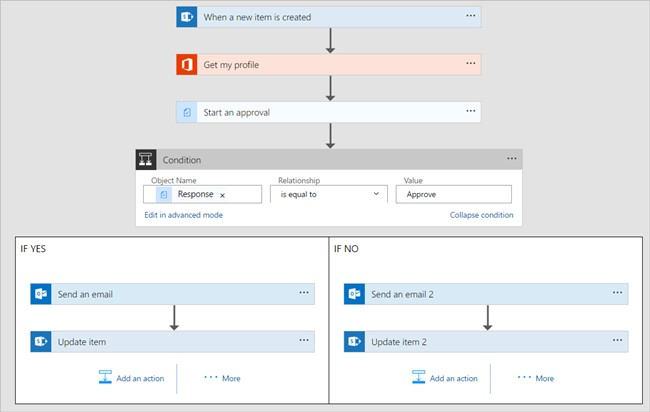 When a new item is created
Get my profile
Start an approval
Condition
Object Name Relationship Value
Response x is equal to Approve
Edit in advanced mode Collapse condition
IF YES IF NO
Send an email Send an email 2
Update item Update item 2
Add an action More Add an action More